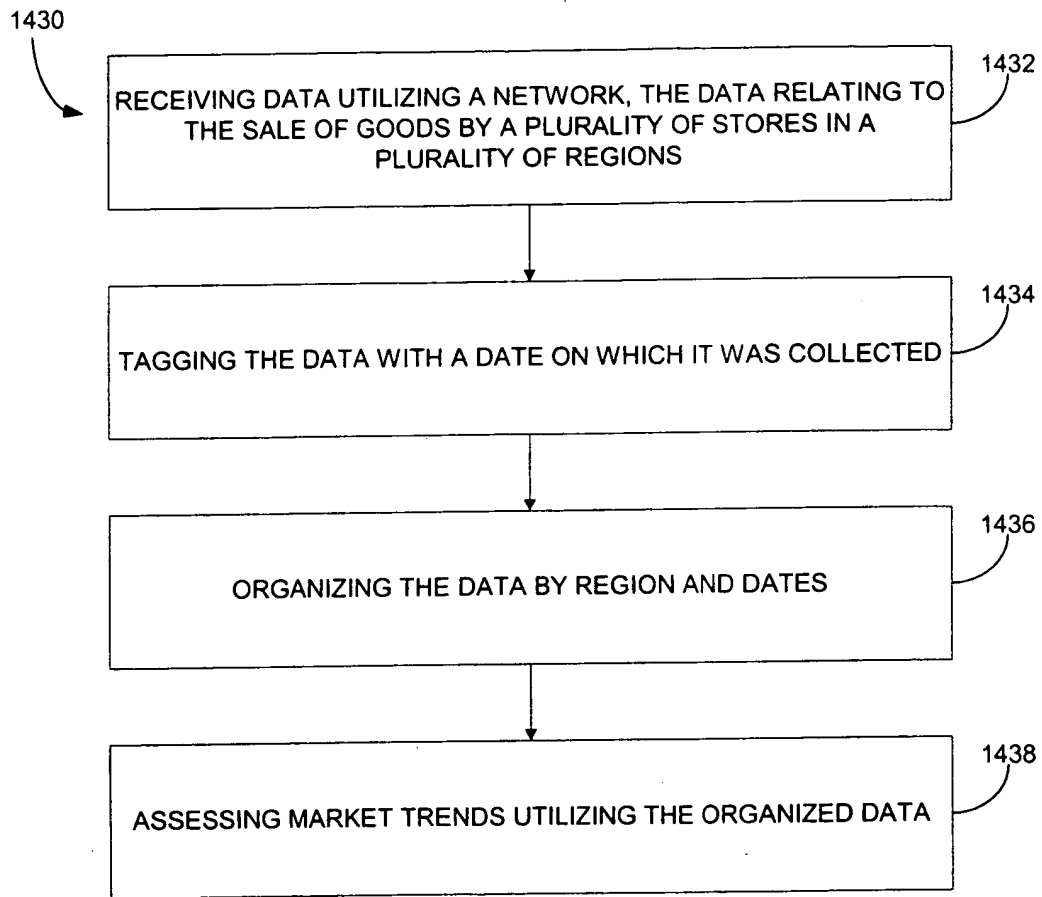 1430
1432
RECEIVING DATA UTILIZING A NETWORK, THE DATA RELATING TO
THE SALE OF GOODS BY A PLURALITY OF STORES IN A
PLURALITY OF REGIONS
1434
TAGGING THE DATA WITH A DATE ON WHICH IT WAS COLLECTED
1436
ORGANIZING THE DATA BY REGION AND DATES
1438
ASSESSING MARKET TRENDS UTILIZING THE ORGANIZED DATA